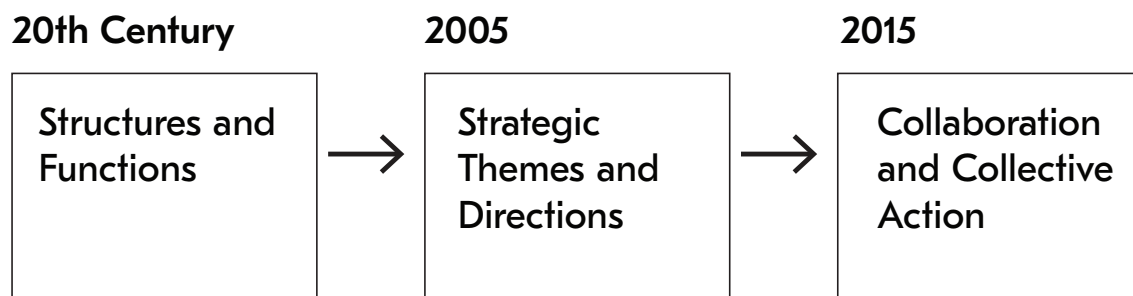 20th Century
Structures and
Functions
2005
Strategic
Themes and
Directions
2015
Collaboration
and Collective
Action